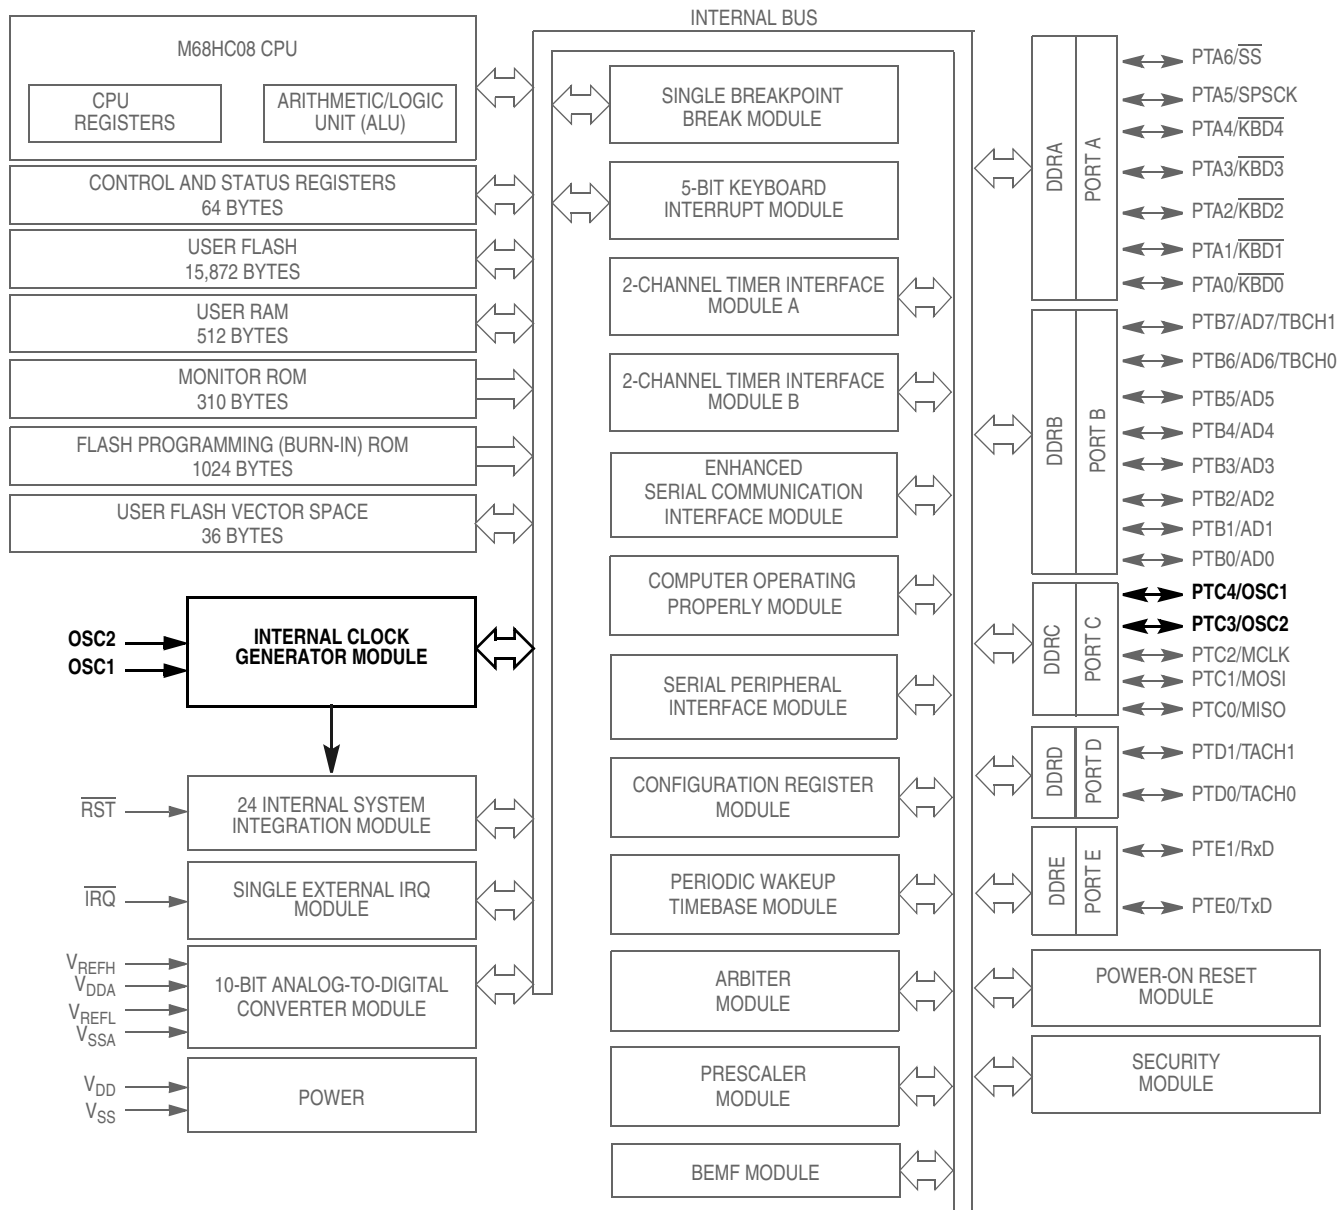 INTERNAL BUS
M68HC08 CPU
CPU
REGISTERS
ARITHMETIC/LOGIC
UNIT (ALU)
CONTROL AND STATUS REGISTERS
64 BYTES
USER FLASH
15,872 BYTES
USER RAM
512 BYTES
MONITOR ROM
310 BYTES
FLASH PROGRAMMING (BURN-IN) ROM
1024 BYTES
USER FLASH VECTOR SPACE
36 BYTES
OSC2
OSC1
INTERNAL CLOCK
GENERATOR MODULE
RST
24 INTERNAL SYSTEM
INTEGRATION MODULE
IRQ
SINGLE EXTERNAL IRQ
MODULE
VREFH
VDDA
VREFL
VSSA
10-BIT ANALOG-TO-DIGITAL
CONVERTER MODULE
VDD
VSS
POWER
SINGLE BREAKPOINT
BREAK MODULE
5-BIT KEYBOARD
INTERRUPT MODULE
2-CHANNEL TIMER INTERFACE
MODULE A
2-CHANNEL TIMER INTERFACE
MODULE B
ENHANCED
SERIAL COMMUNICATION
INTERFACE MODULE
COMPUTER OPERATING
PROPERLY MODULE
SERIAL PERIPHERAL
INTERFACE MODULE
CONFIGURATION REGISTER
MODULE
PERIODIC WAKEUP
TIMEBASE MODULE
ARBITER
MODULE
PRESCALER
MODULE
BEMF MODULE
DDRA
PORT A
PTA6/SS
PTA5/SPSCK
PTA4/KBD4
PTA3/KBD3
PTA2/KBD2
PTA1/KBD1
PTA0/KBD0
DDRB
PORT B
PTB7/AD7/TBCH1
PTB6/AD6/TBCH0
PTB5/AD5
PTB4/AD4
PTB3/AD3
PTB2/AD2
PTB1/AD1
PTB0/AD0
DDRC
PORT C
PTC4/OSC1
PTC3/OSC2
PTC2/MCLK
PTC1/MOSI
PTC0/MISO
DDRD
PORT D
PTD1/TACH1
PTD0/TACH0
DDRE
PORT E
PTE1/RxD
PTE0/TxD
POWER-ON RESET
MODULE
SECURITY
MODULE